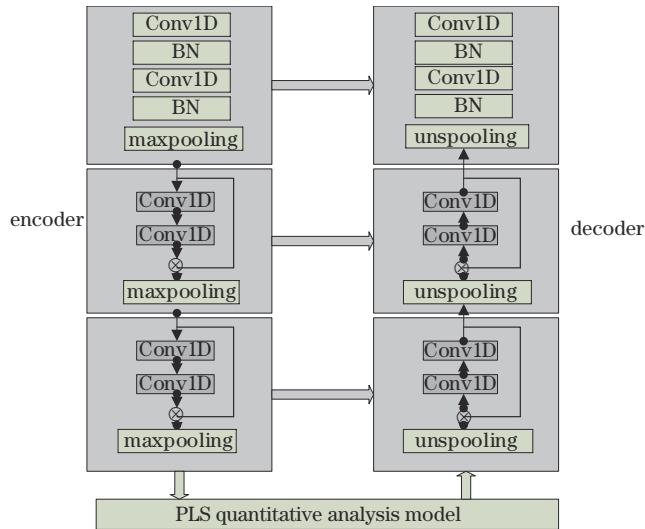 Conv1D
BN
Conv1D
BN
maxpooling
Conv1D
BN
Conv1D
BN
unspooling
encoder
Conv1D
Conv1D
maxpooling
Conv1D
Conv1D
unspooling
decoder
Conv1D
Conv1D
maxpooling
Conv1D
Conv1D
unspooling
PLS quantitative analysis model